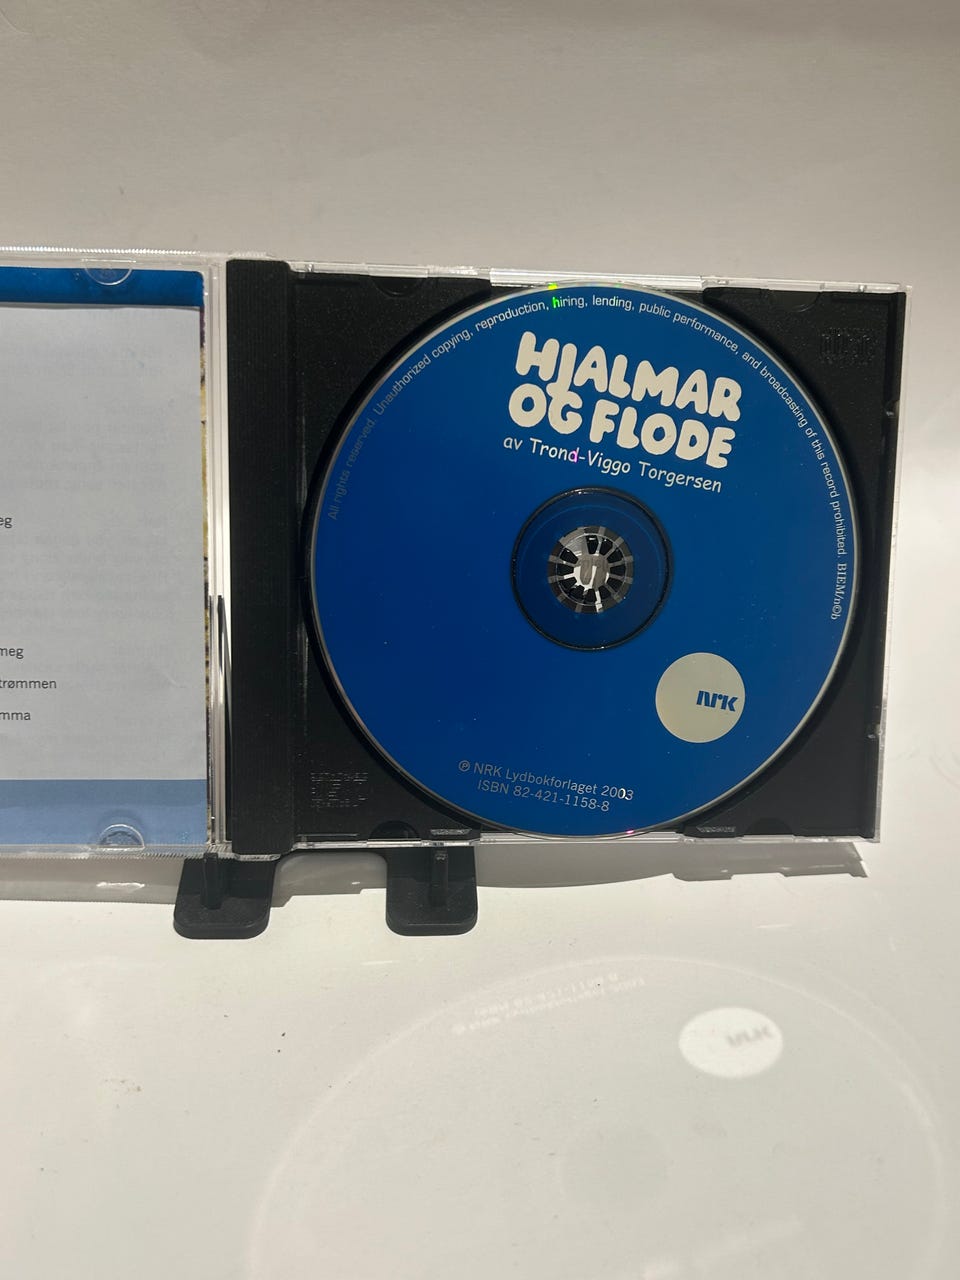 eg
meg
trømmen
mma
All rights reserved. Unauthorized copying, reproduction, hiring, lending, public performance, and broadcasting of this record prohibited. BIEM/n©b
HJALMAR
OG FLODE
av Trond-Viggo Torgersen
NRK
℗ NRK Lydbokforlaget 2003
ISBN 82-421-1158-8